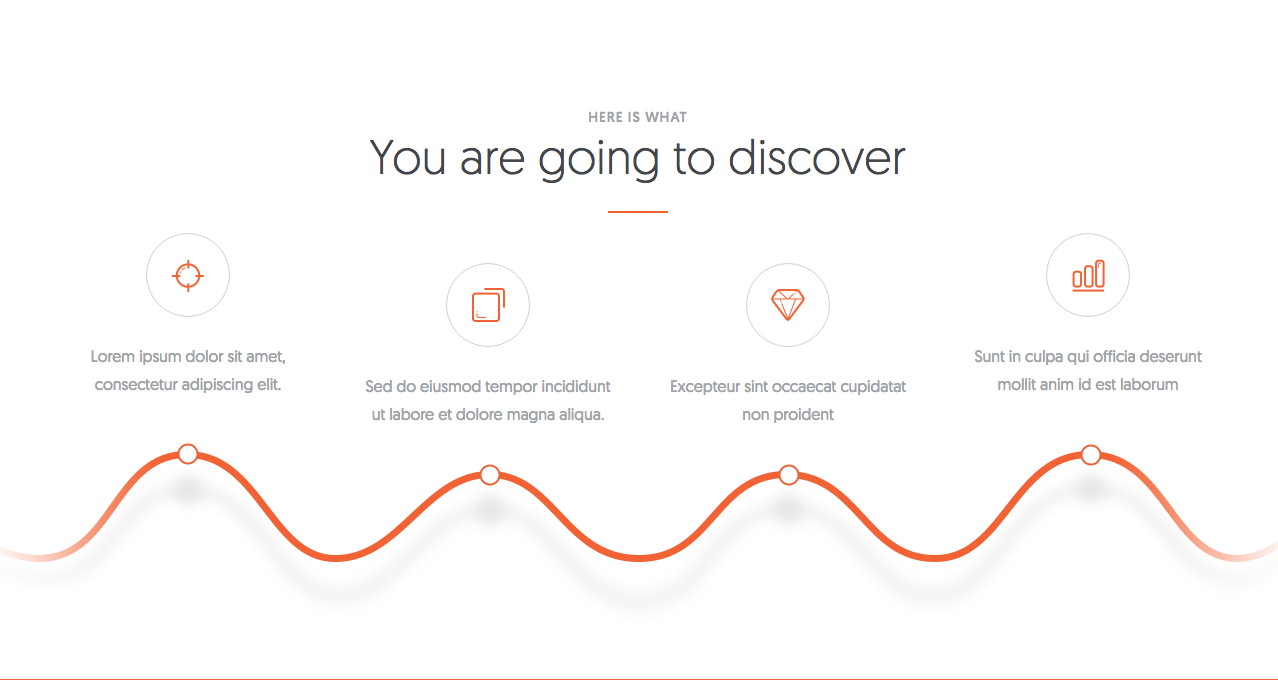 HERE IS WHAT
You are going to discover
Lorem ipsum dolor sit amet,
consectetur adipiscing elit.
Sed do eiusmod tempor incididunt
ut labore et dolore magna aliqua.
Excepteur sint occaecat cupidatat
non proident
Sunt in culpa qui officia deserunt
mollit anim id est laborum